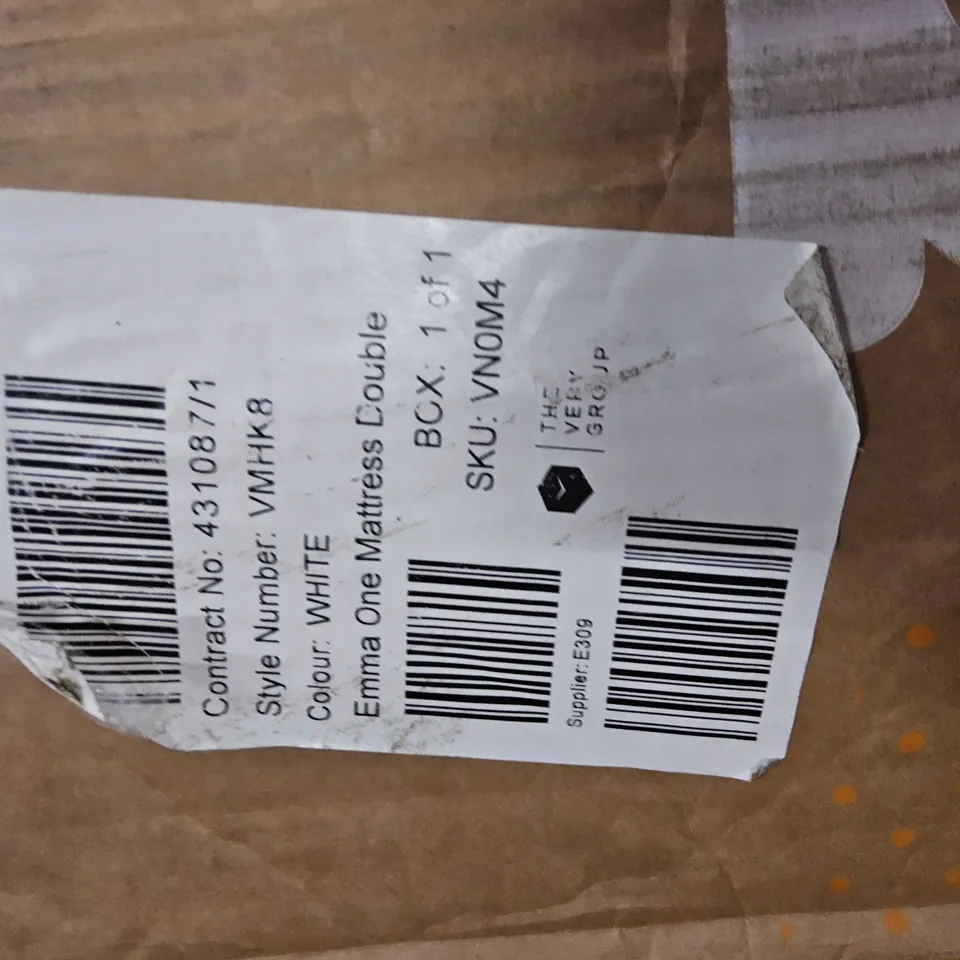 Contract No: 431087/1
Style Number: VMHK8
Colour: WHITE
Emma One Mattress Double
BOX: 1 of 1
SKU: VN0M4
THE
VERY
GROUP
Supplier: E309